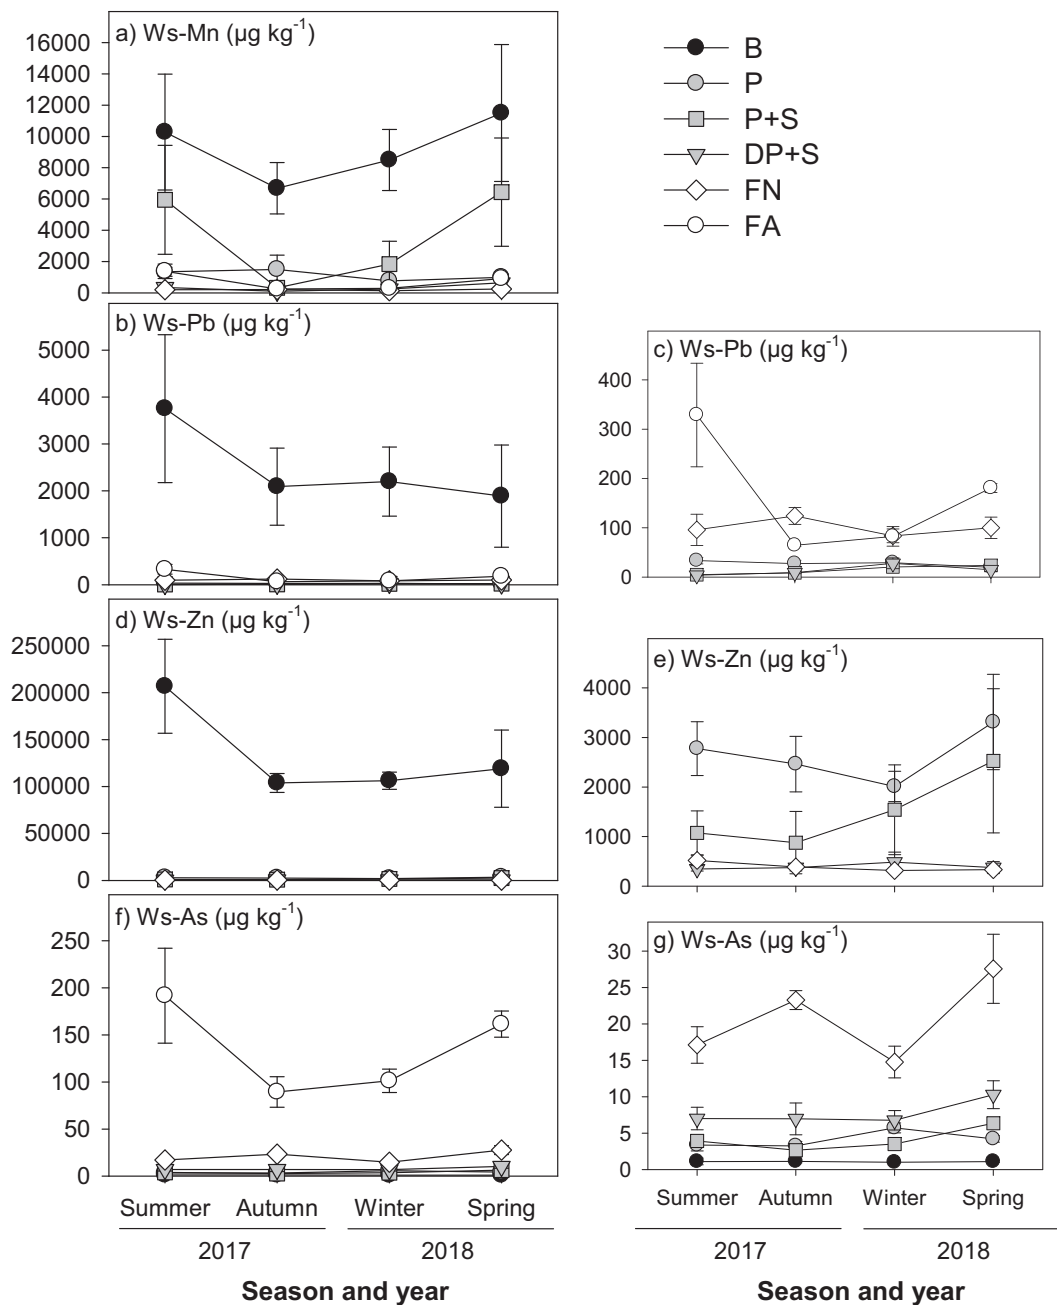 a) Ws-Mn (µg kg⁻¹)
16000
14000
12000
10000
8000
6000
4000
2000
0
B
P
P+S
DP+S
FN
FA
b) Ws-Pb (µg kg⁻¹)
5000
4000
3000
2000
1000
0
c) Ws-Pb (µg kg⁻¹)
400
300
200
100
0
d) Ws-Zn (µg kg⁻¹)
250000
200000
150000
100000
50000
0
e) Ws-Zn (µg kg⁻¹)
4000
3000
2000
1000
0
f) Ws-As (µg kg⁻¹)
250
200
150
100
50
0
g) Ws-As (µg kg⁻¹)
30
25
20
15
10
5
0
Summer Autumn Winter Spring
2017 2018
Season and year
Summer Autumn Winter Spring
2017 2018
Season and year